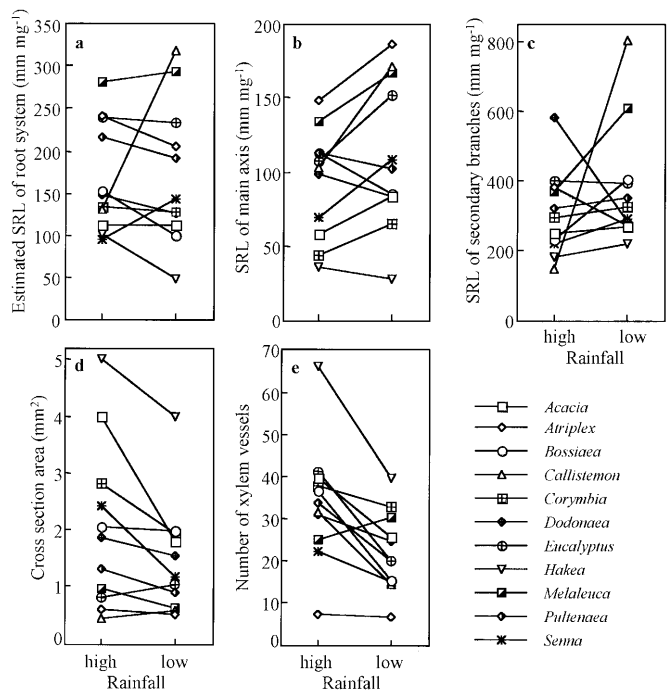 a
Estimated SRL of root system (mm mg⁻¹)
350
300
250
200
150
100
50
0
b
SRL of main axis (mm mg⁻¹)
200
150
100
50
0
c
SRL of secondary branches (mm mg⁻¹)
800
600
400
200
0
high low
Rainfall
d
Cross section area (mm²)
5
4
3
2
1
0
high low
Rainfall
e
Number of xylem vessels
70
60
50
40
30
20
10
0
high low
Rainfall
Acacia
Atriplex
Bossiaea
Callistemon
Corymbia
Dodonaea
Eucalyptus
Hakea
Melaleuca
Pultenaea
Senna